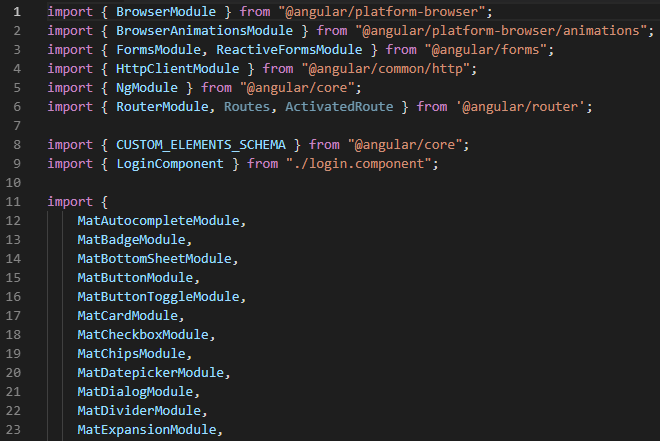 1 import { BrowserModule } from "@angular/platform-browser";
2 import { BrowserAnimationsModule } from "@angular/platform-browser/animations";
3 import { FormsModule, ReactiveFormsModule } from "@angular/forms";
4 import { HttpClientModule } from "@angular/common/http";
5 import { NgModule } from "@angular/core";
6 import { RouterModule, Routes, ActivatedRoute } from '@angular/router';
7
8 import { CUSTOM_ELEMENTS_SCHEMA } from "@angular/core";
9 import { LoginComponent } from "./login.component";
10
11 import {
12 MatAutocompleteModule,
13 MatBadgeModule,
14 MatBottomSheetModule,
15 MatButtonModule,
16 MatButtonToggleModule,
17 MatCardModule,
18 MatCheckboxModule,
19 MatChipsModule,
20 MatDatepickerModule,
21 MatDialogModule,
22 MatDividerModule,
23 MatExpansionModule,